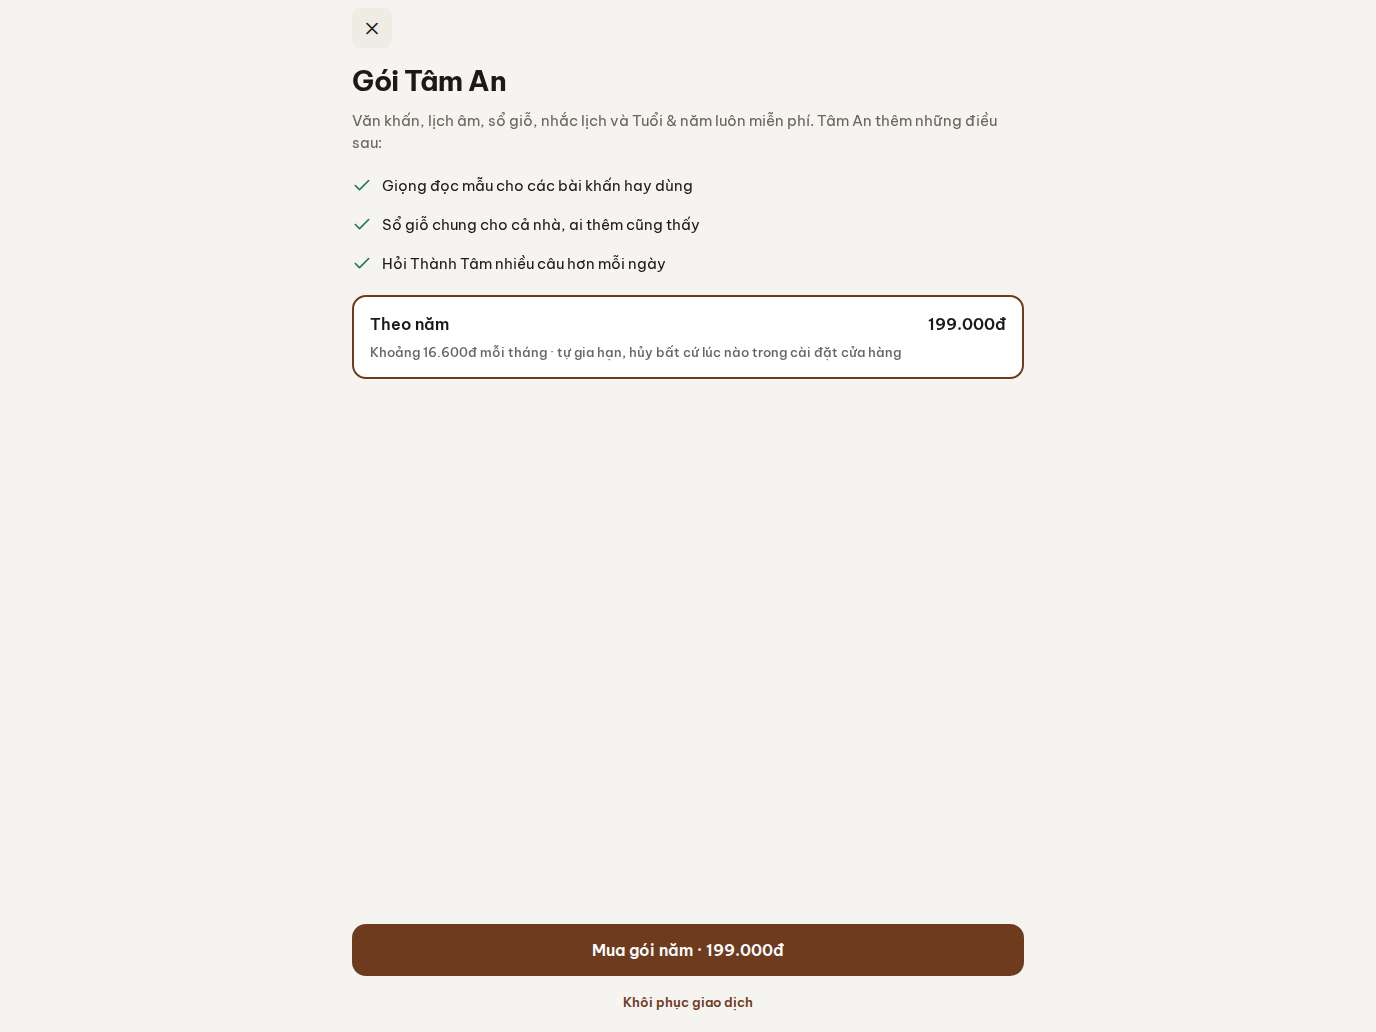 Gói Tâm An
Văn khấn, lịch âm, sổ giỗ, nhắc lịch và Tuổi & năm luôn miễn phí. Tâm An thêm những điều
sau:
Giọng đọc mẫu cho các bài khấn hay dùng
Sổ giỗ chung cho cả nhà, ai thêm cũng thấy
Hỏi Thành Tâm nhiều câu hơn mỗi ngày
Theo năm 199.000đ
Khoảng 16.600đ mỗi tháng · tự gia hạn, hủy bất cứ lúc nào trong cài đặt cửa hàng
Mua gói năm · 199.000đ
Khôi phục giao dịch